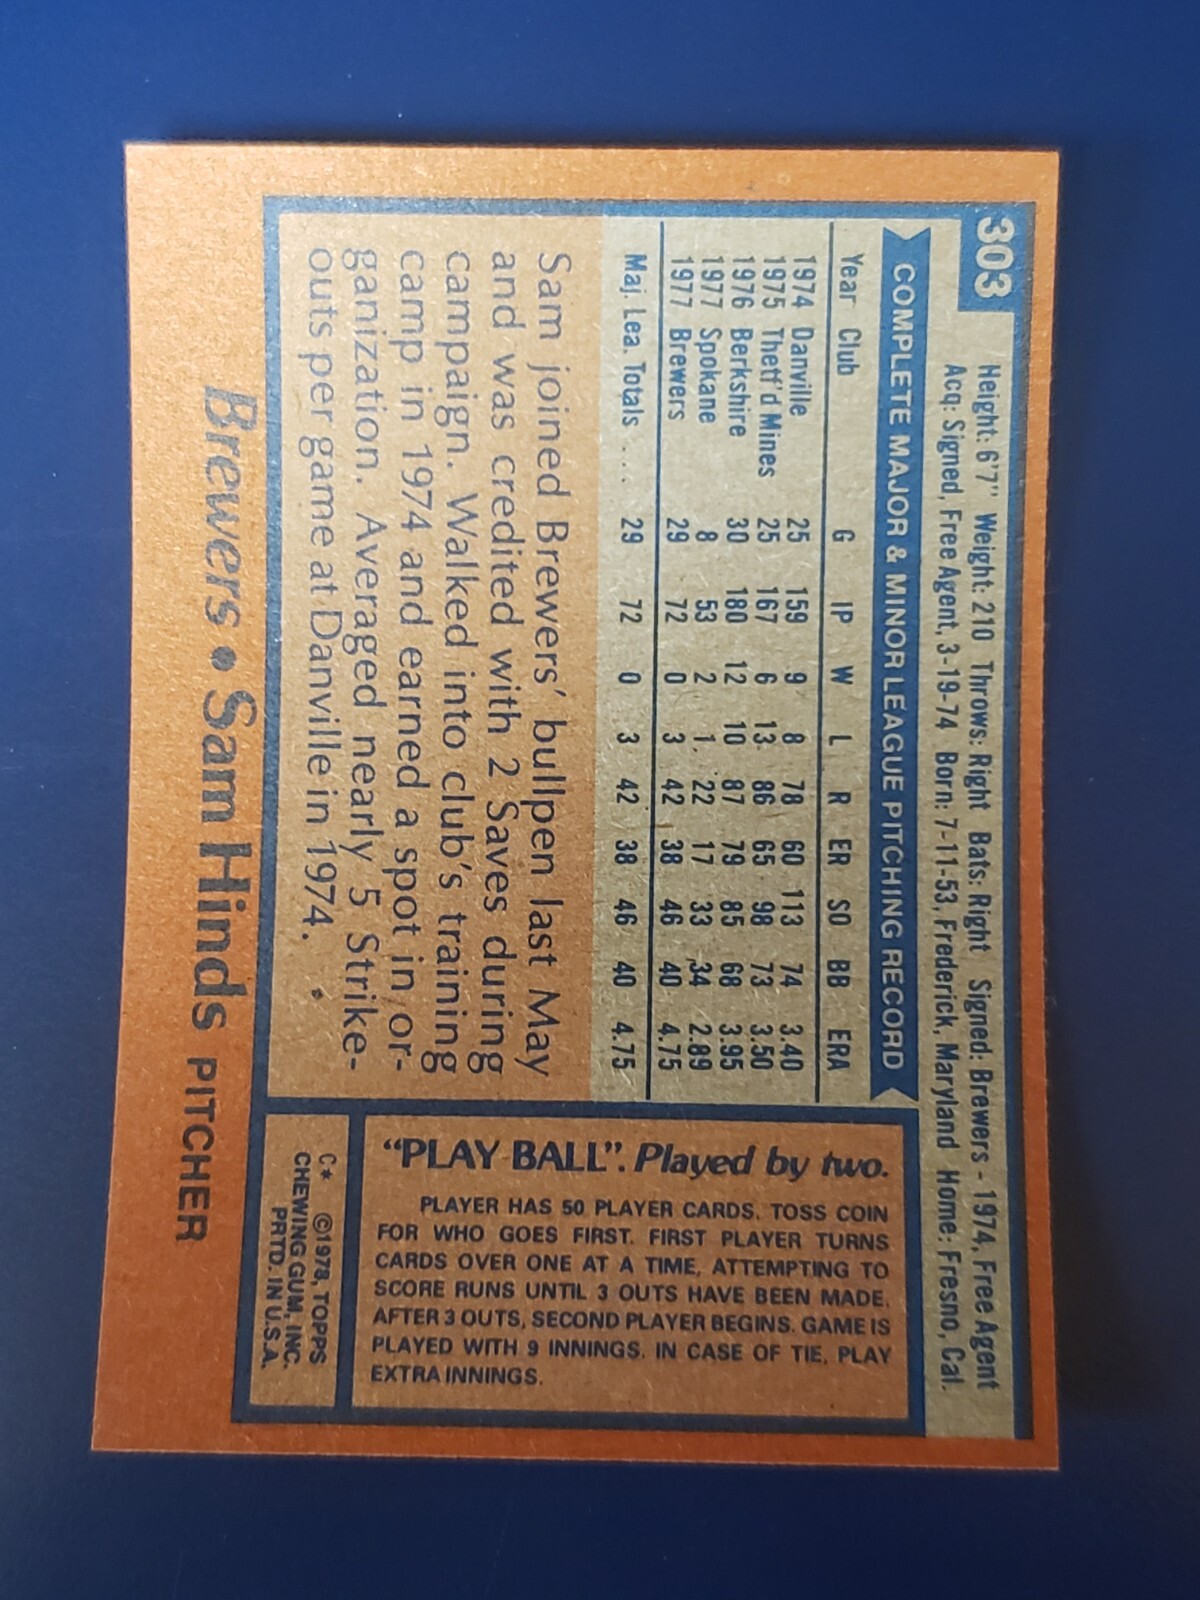 303
Height: 6'7" Weight: 210 Throws: Right Bats: Right Signed: Brewers - 1974, Free Agent
Acq: Signed, Free Agent, 3-19-74 Born: 7-11-53, Frederick, Maryland Home: Fresno, Cal.
COMPLETE MAJOR & MINOR LEAGUE PITCHING RECORD
Year Club G IP W L R ER SO BB ERA
1974 Danville 25 159 9 8 78 60 113 74 3.40
1975 Thetf'd Mines 25 167 6 13 86 65 98 73 3.50
1976 Berkshire 30 180 12 10 87 79 85 68 3.95
1977 Spokane 8 53 2 1 22 17 33 34 2.89
1977 Brewers 29 72 0 3 42 38 46 40 4.75
Maj. Lea. Totals .... 29 72 0 3 42 38 46 40 4.75
Sam joined Brewers' bullpen last May
and was credited with 2 Saves during
campaign. Walked into club's training
camp in 1974 and earned a spot in or-
ganization. Averaged nearly 5 Strike-
outs per game at Danville in 1974.
"PLAY BALL". Played by two.
PLAYER HAS 50 PLAYER CARDS. TOSS COIN
FOR WHO GOES FIRST. FIRST PLAYER TURNS
CARDS OVER ONE AT A TIME, ATTEMPTING TO
SCORE RUNS UNTIL 3 OUTS HAVE BEEN MADE.
AFTER 3 OUTS, SECOND PLAYER BEGINS. GAME IS
PLAYED WITH 9 INNINGS. IN CASE OF TIE, PLAY
EXTRA INNINGS.
C* ©1978, TOPPS
CHEWING GUM, INC.
PRTD. IN U.S.A.
Brewers • Sam Hinds PITCHER